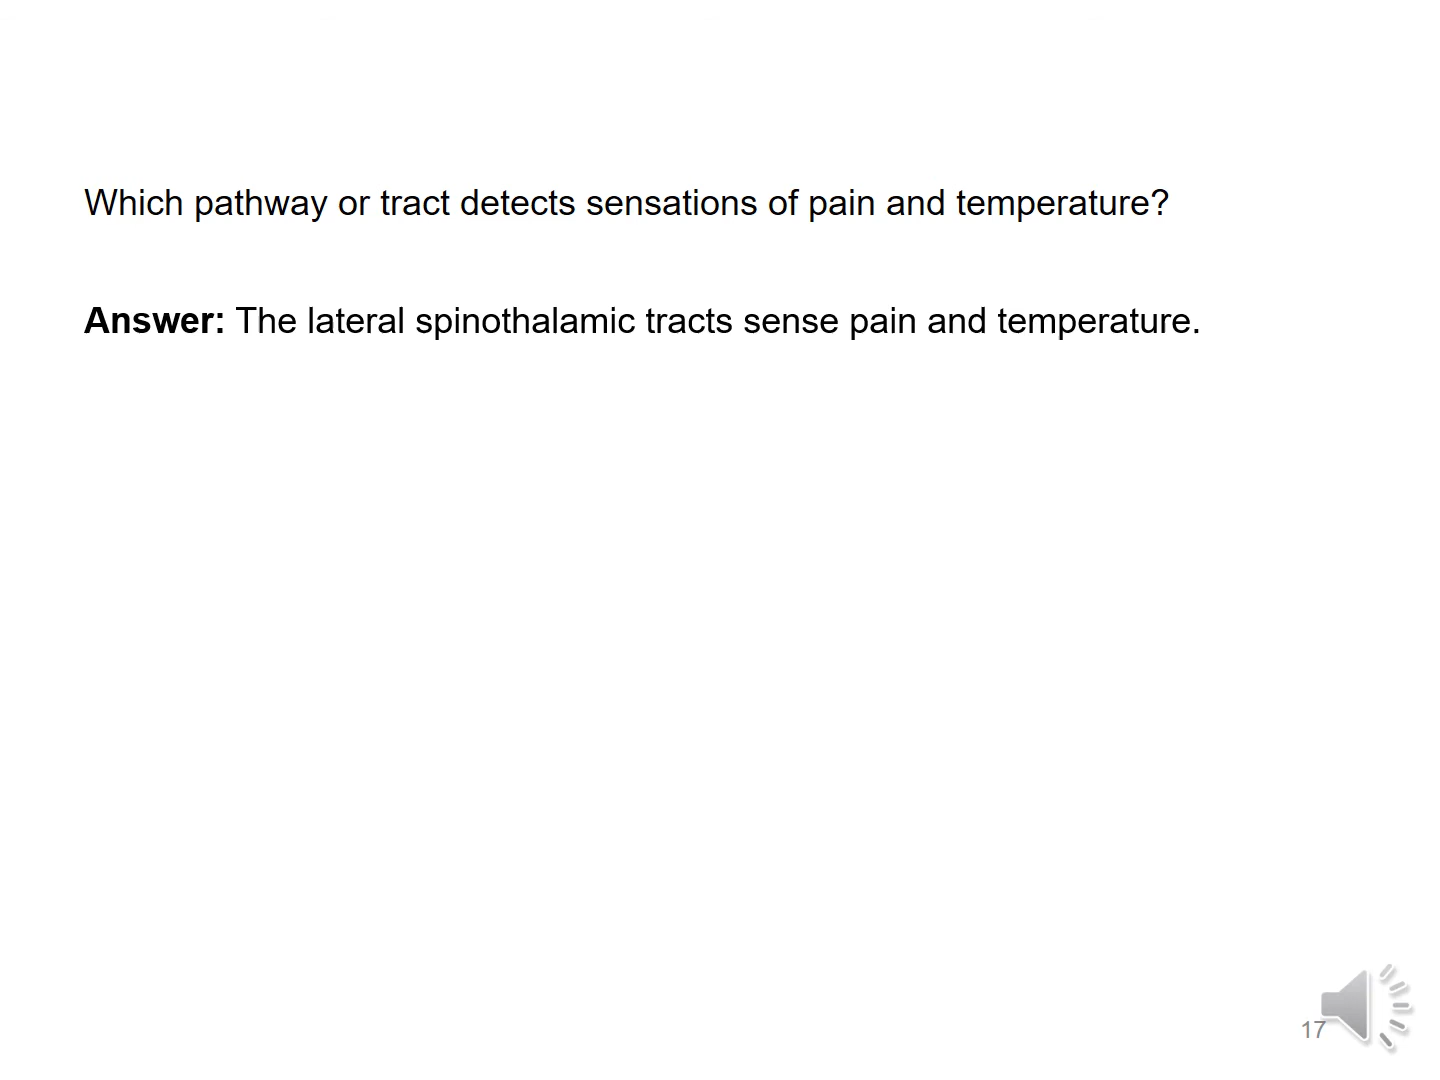 Which pathway or tract detects sensations of pain and temperature?
Answer: The lateral spinothalamic tracts sense pain and temperature.
17